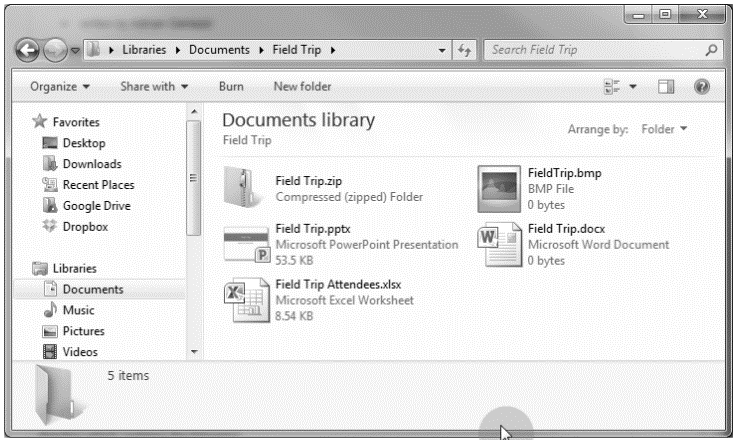 Libraries Documents Field Trip
Search Field Trip
Organize Share with Burn New folder
Favorites
Desktop
Downloads
Recent Places
Google Drive
Dropbox
Libraries
Documents
Music
Pictures
Videos
Documents library
Field Trip
Arrange by: Folder
Field Trip.zip
Compressed (zipped) Folder
FieldTrip.bmp
BMP File
0 bytes
Field Trip.pptx
Microsoft PowerPoint Presentation
53.5 KB
Field Trip.docx
Microsoft Word Document
0 bytes
Field Trip Attendees.xlsx
Microsoft Excel Worksheet
8.54 KB
5 items